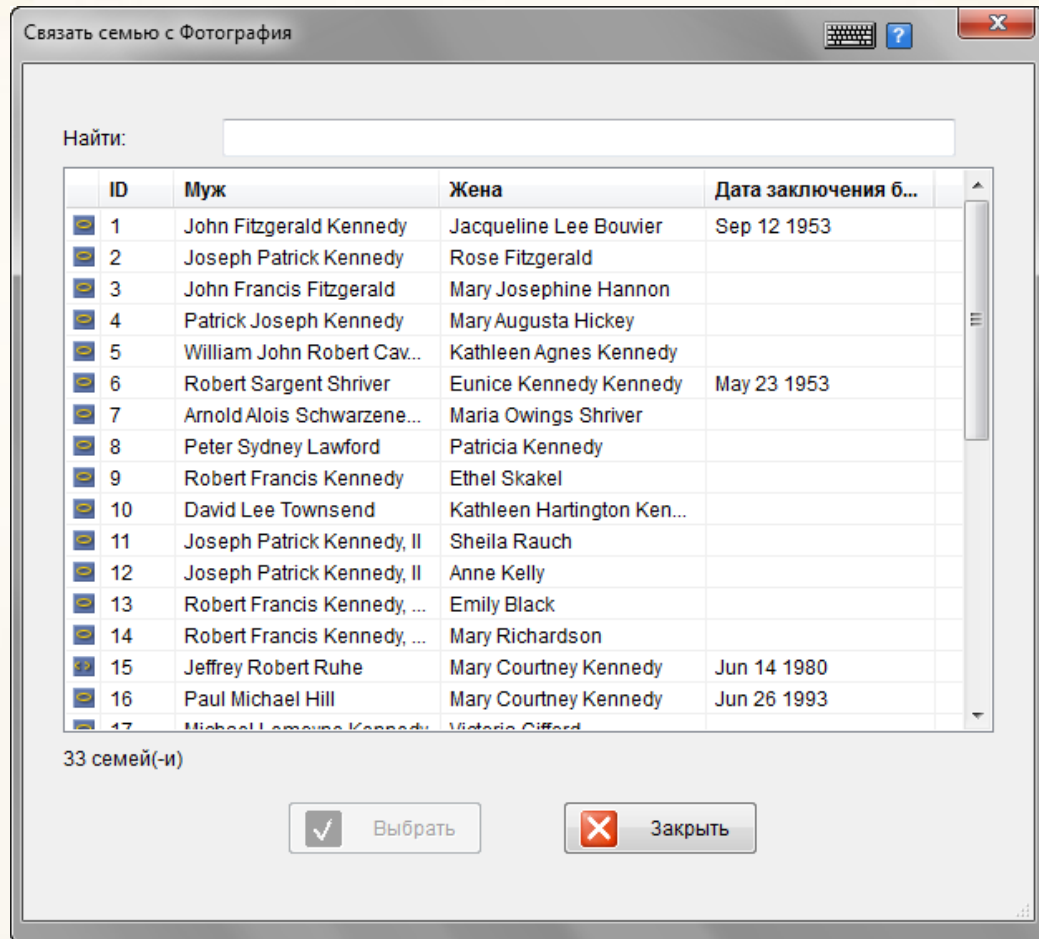 Связать семью с Фотография ?
Найти:
ID Муж Жена Дата заключения б...
1 John Fitzgerald Kennedy Jacqueline Lee Bouvier Sep 12 1953
2 Joseph Patrick Kennedy Rose Fitzgerald
3 John Francis Fitzgerald Mary Josephine Hannon
4 Patrick Joseph Kennedy Mary Augusta Hickey
5 William John Robert Cav... Kathleen Agnes Kennedy
6 Robert Sargent Shriver Eunice Kennedy Kennedy May 23 1953
7 Arnold Alois Schwarzene... Maria Owings Shriver
8 Peter Sydney Lawford Patricia Kennedy
9 Robert Francis Kennedy Ethel Skakel
10 David Lee Townsend Kathleen Hartington Ken...
11 Joseph Patrick Kennedy, II Sheila Rauch
12 Joseph Patrick Kennedy, II Anne Kelly
13 Robert Francis Kennedy, ... Emily Black
14 Robert Francis Kennedy, ... Mary Richardson
15 Jeffrey Robert Ruhe Mary Courtney Kennedy Jun 14 1980
16 Paul Michael Hill Mary Courtney Kennedy Jun 26 1993
17 Michael Lemoyne Kennedy Victoria Gifford
33 семей(-и)
Выбрать Закрыть